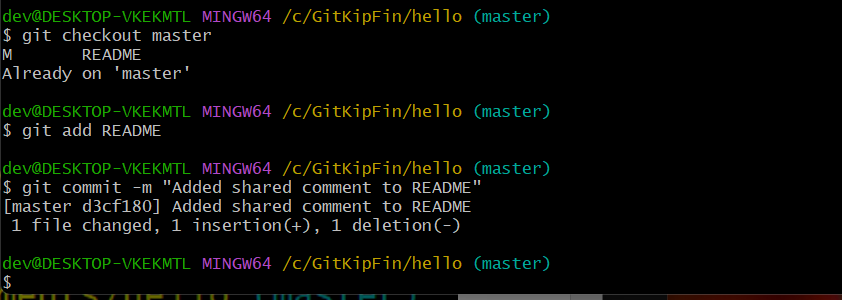 dev@DESKTOP-VKEKMTL MINGW64 /c/GitKipFin/hello (master)
$ git checkout master
M       README
Already on 'master'
dev@DESKTOP-VKEKMTL MINGW64 /c/GitKipFin/hello (master)
$ git add README
dev@DESKTOP-VKEKMTL MINGW64 /c/GitKipFin/hello (master)
$ git commit -m "Added shared comment to README"
[master d3cf180] Added shared comment to README
 1 file changed, 1 insertion(+), 1 deletion(-)
dev@DESKTOP-VKEKMTL MINGW64 /c/GitKipFin/hello (master)
$